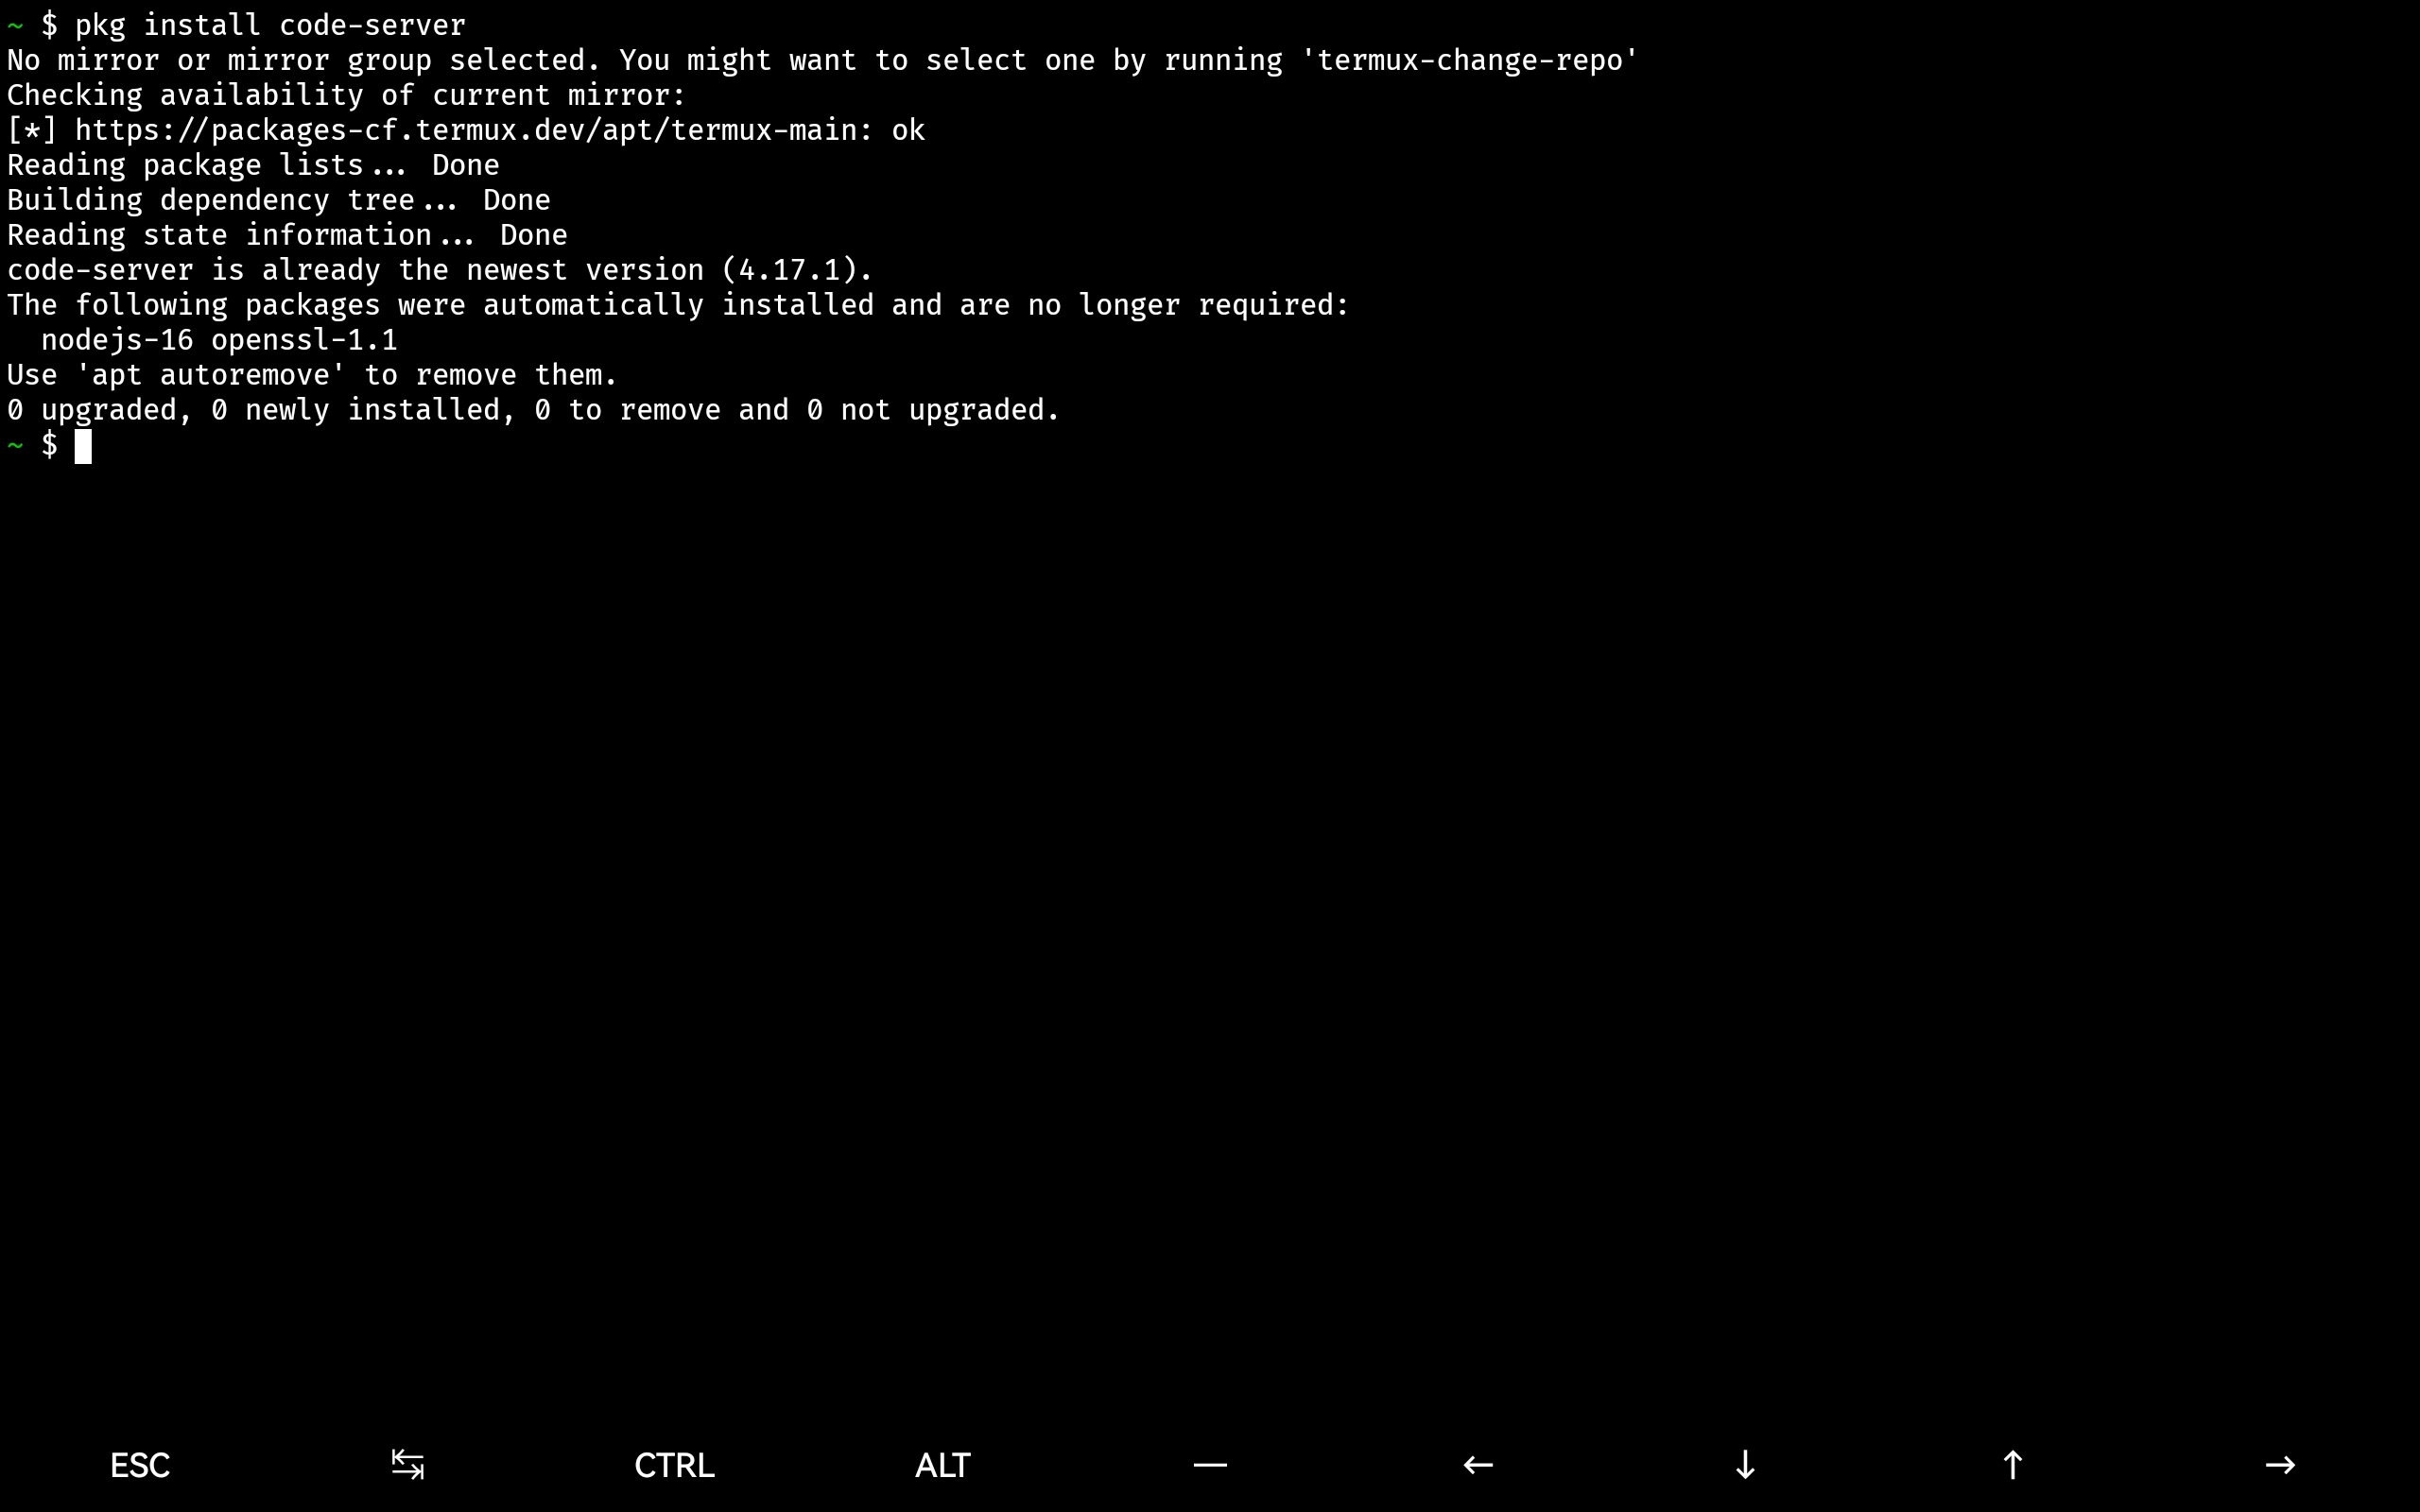 ~ $ pkg install code-server
No mirror or mirror group selected. You might want to select one by running 'termux-change-repo'
Checking availability of current mirror:
[*] https://packages-cf.termux.dev/apt/termux-main: ok
Reading package lists... Done
Building dependency tree... Done
Reading state information... Done
code-server is already the newest version (4.17.1).
The following packages were automatically installed and are no longer required:
  nodejs-16 openssl-1.1
Use 'apt autoremove' to remove them.
0 upgraded, 0 newly installed, 0 to remove and 0 not upgraded.
~ $
ESC ↹ CTRL ALT — ← ↓ ↑ →